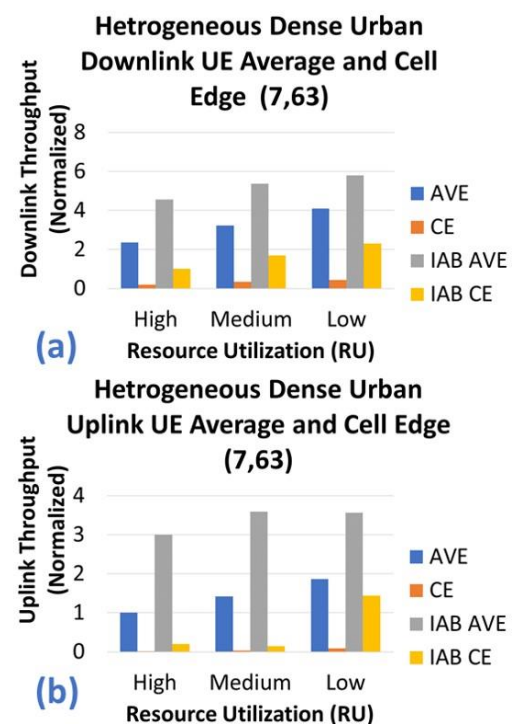 Hetrogeneous Dense Urban
Downlink UE Average and Cell
Edge (7,63)
Downlink Throughput
(Normalized)
8
6
4
2
0
High Medium Low
Resource Utilization (RU)
AVE
CE
IAB AVE
IAB CE
(a)
Hetrogeneous Dense Urban
Uplink UE Average and Cell Edge
(7,63)
Uplink Throughput
(Normalized)
4
3
2
1
0
High Medium Low
Resource Utilization (RU)
AVE
CE
IAB AVE
IAB CE
(b)